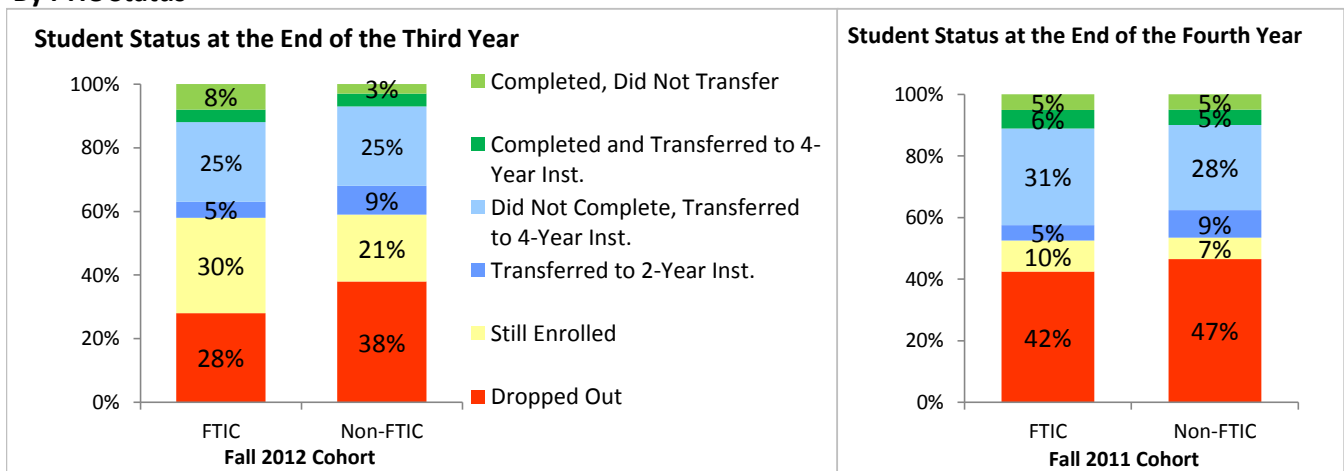 Student Status at the End of the Third Year
100%
80%
60%
40%
20%
0%
8%
25%
5%
30%
28%
3%
25%
9%
21%
38%
FTIC
Non-FTIC
Fall 2012 Cohort
Completed, Did Not Transfer
Completed and Transferred to 4-
Year Inst.
Did Not Complete, Transferred
to 4-Year Inst.
Transferred to 2-Year Inst.
Still Enrolled
Dropped Out
Student Status at the End of the Fourth Year
100%
80%
60%
40%
20%
0%
5%
6%
31%
5%
10%
42%
5%
5%
28%
9%
7%
47%
FTIC
Non-FTIC
Fall 2011 Cohort